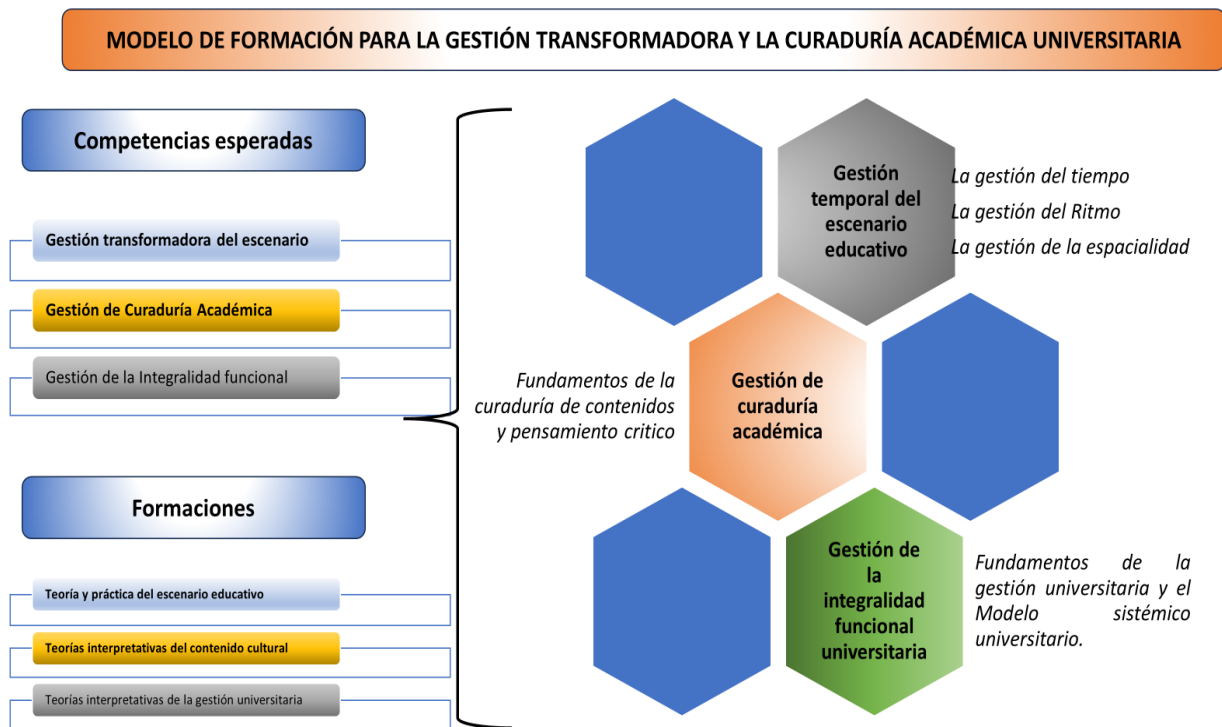 MODELO DE FORMACIÓN PARA LA GESTIÓN TRANSFORMADORA Y LA CURADURÍA ACADÉMICA UNIVERSITARIA
Competencias esperadas
Gestión transformadora del escenario
Gestión de Curaduría Académica
Gestión de la Integralidad funcional
Formaciones
Teoría y práctica del escenario educativo
Teorías interpretativas del contenido cultural
Teorías interpretativas de la gestión universitaria
Gestión
temporal del
escenario
educativo
La gestión del tiempo
La gestión del Ritmo
La gestión de la espacialidad
Fundamentos de la
curaduría de contenidos
y pensamiento critico
Gestión de
curaduría
académica
Gestión de
la
integralidad
funcional
universitaria
Fundamentos de la
gestión universitaria y el
Modelo sistémico
universitario.